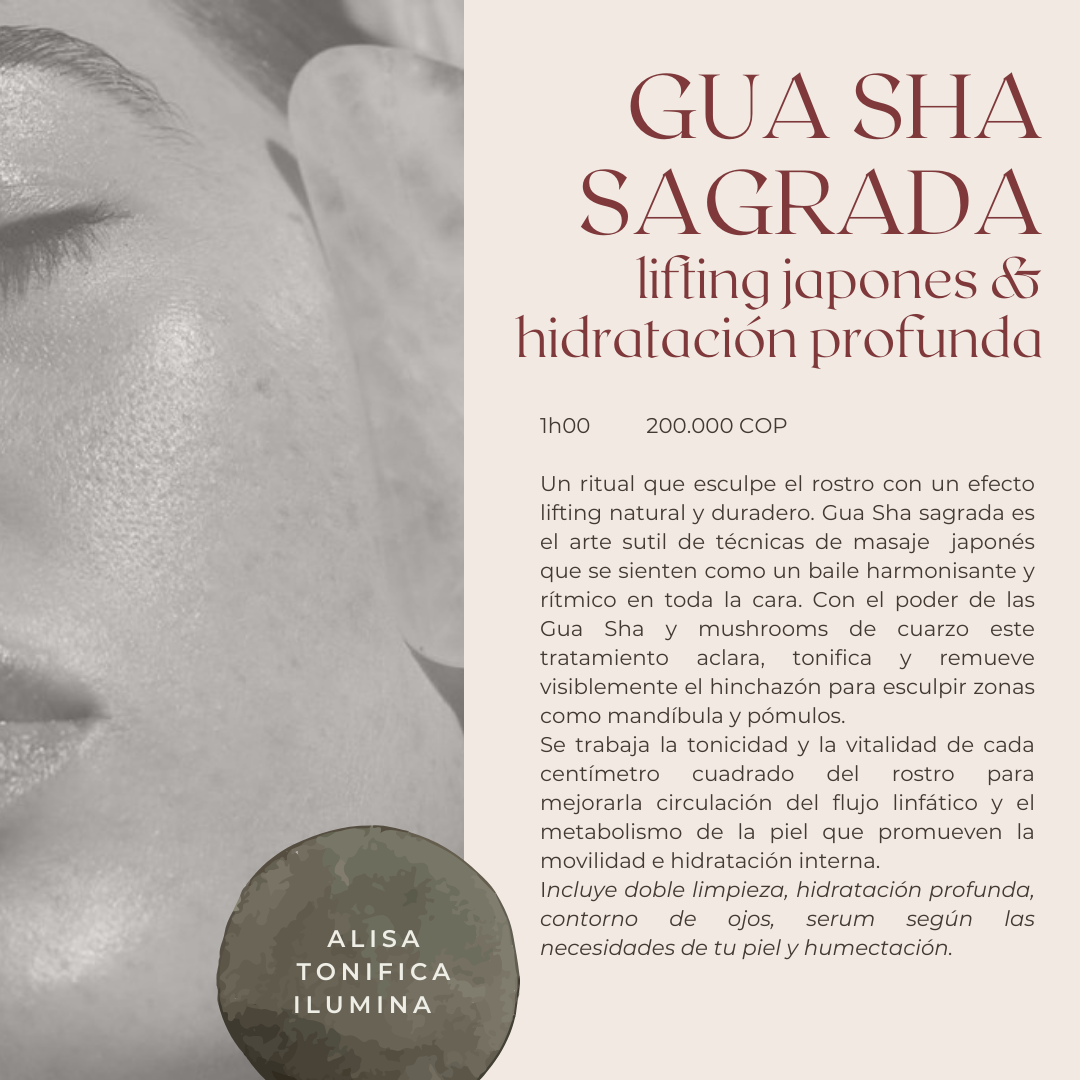 GUA SHA
SAGRADA
lifting japones &
hidratación profunda
1h00 200.000 COP
Un ritual que esculpe el rostro con un efecto
lifting natural y duradero. Gua Sha sagrada es
el arte sutil de técnicas de masaje japonés
que se sienten como un baile harmonisante y
rítmico en toda la cara. Con el poder de las
Gua Sha y mushrooms de cuarzo este
tratamiento aclara, tonifica y remueve
visiblemente el hinchazón para esculpir zonas
como mandíbula y pómulos.
Se trabaja la tonicidad y la vitalidad de cada
centímetro cuadrado del rostro para
mejorarla circulación del flujo linfático y el
metabolismo de la piel que promueven la
movilidad e hidratación interna.
Incluye doble limpieza, hidratación profunda,
contorno de ojos, serum según las
necesidades de tu piel y humectación.
ALISA
TONIFICA
ILUMINA